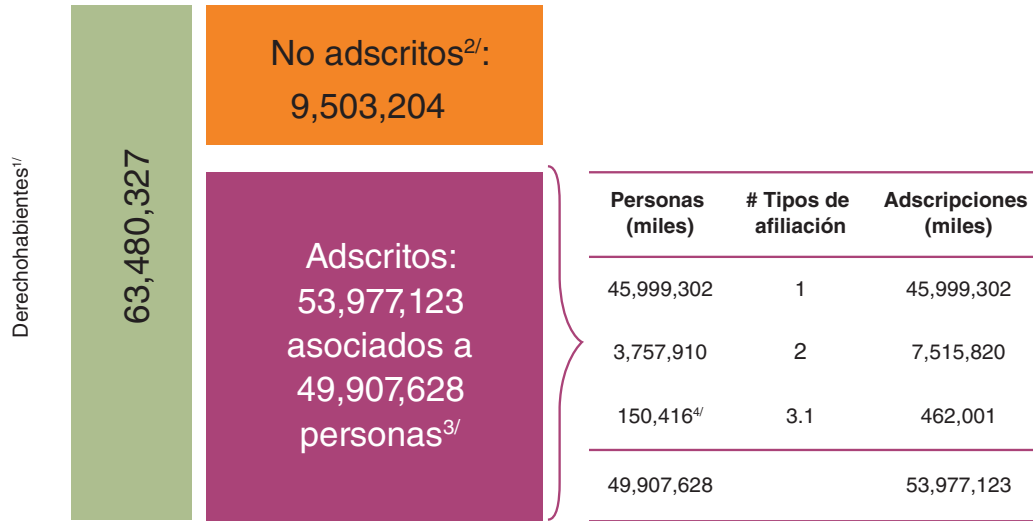 Derechohabientes1/
63,480,327
No adscritos2/:
9,503,204
Adscritos:
53,977,123
asociados a
49,907,628
personas3/
Personas (miles) # Tipos de afiliación Adscripciones (miles)
45,999,302 1 45,999,302
3,757,910 2 7,515,820
150,4164/ 3.1 462,001
49,907,628 53,977,123